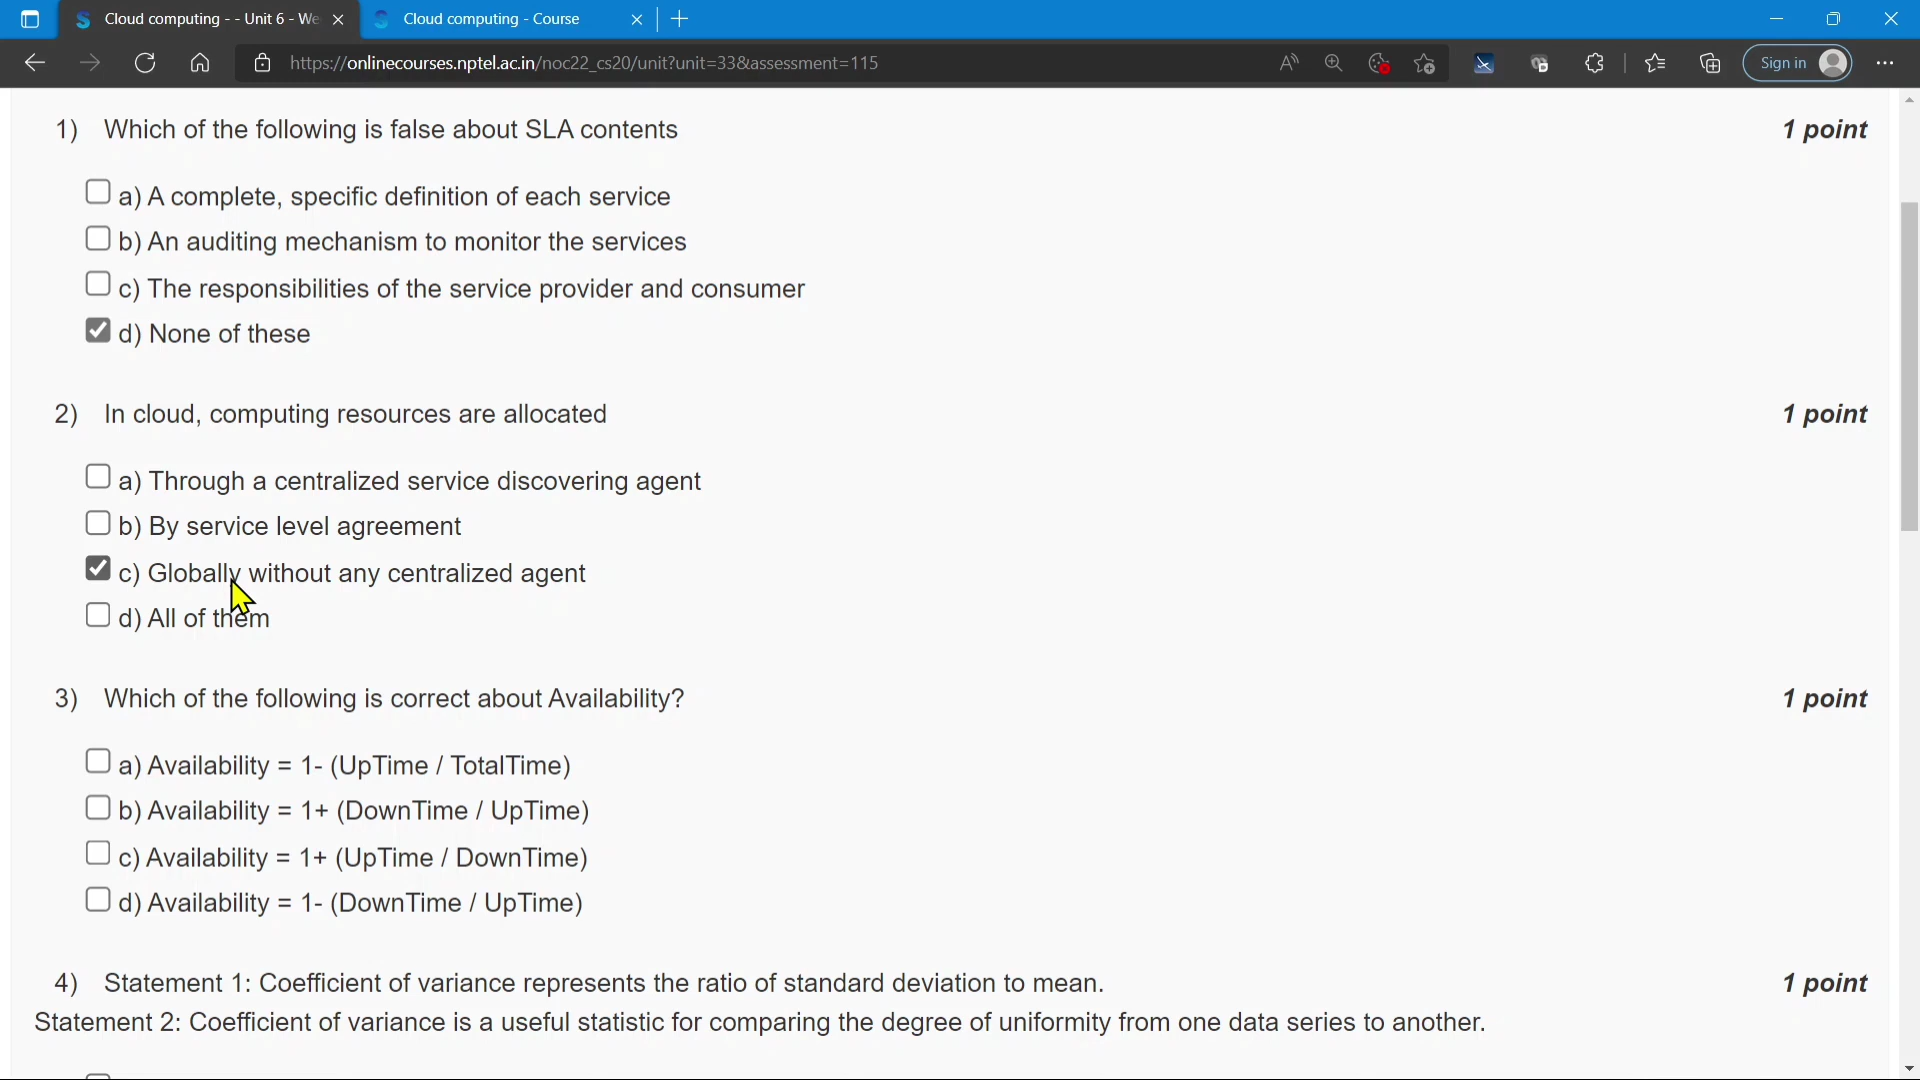 Cloud computing - - Unit 6 - We
Cloud computing - Course
https://onlinecourses.nptel.ac.in/noc22_cs20/unit?unit=33&assessment=115
Sign in
1) Which of the following is false about SLA contents
1 point
a) A complete, specific definition of each service
b) An auditing mechanism to monitor the services
c) The responsibilities of the service provider and consumer
d) None of these
2) In cloud, computing resources are allocated
1 point
a) Through a centralized service discovering agent
b) By service level agreement
c) Globally without any centralized agent
d) All of them
3) Which of the following is correct about Availability?
1 point
a) Availability = 1- (UpTime / TotalTime)
b) Availability = 1+ (DownTime / UpTime)
c) Availability = 1+ (UpTime / DownTime)
d) Availability = 1- (DownTime / UpTime)
4) Statement 1: Coefficient of variance represents the ratio of standard deviation to mean.
1 point
Statement 2: Coefficient of variance is a useful statistic for comparing the degree of uniformity from one data series to another.